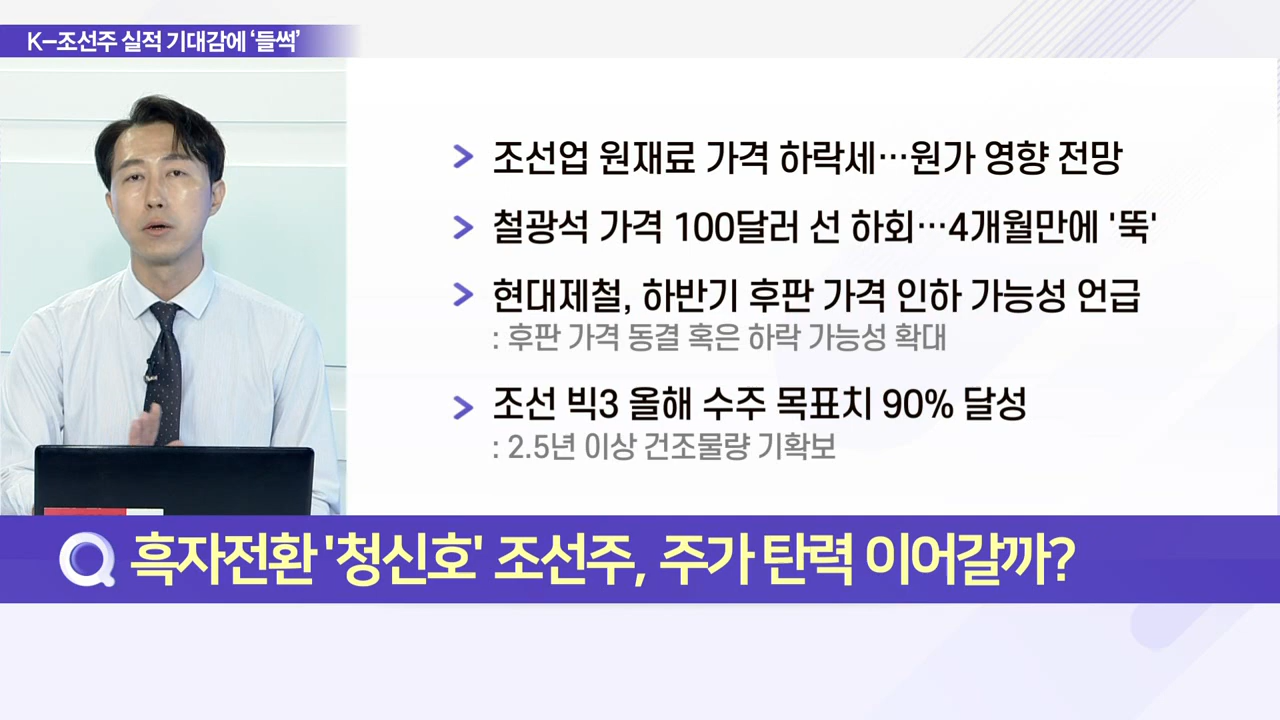 K-조선주 실적 기대감에 '들썩'
> 조선업 원재료 가격 하락세…원가 영향 전망
> 철광석 가격 100달러 선 하회…4개월만에 '뚝'
> 현대제철, 하반기 후판 가격 인하 가능성 언급
: 후판 가격 동결 혹은 하락 가능성 확대
> 조선 빅3 올해 수주 목표치 90% 달성
: 2.5년 이상 건조물량 기확보
Q 흑자전환 '청신호' 조선주, 주가 탄력 이어갈까?